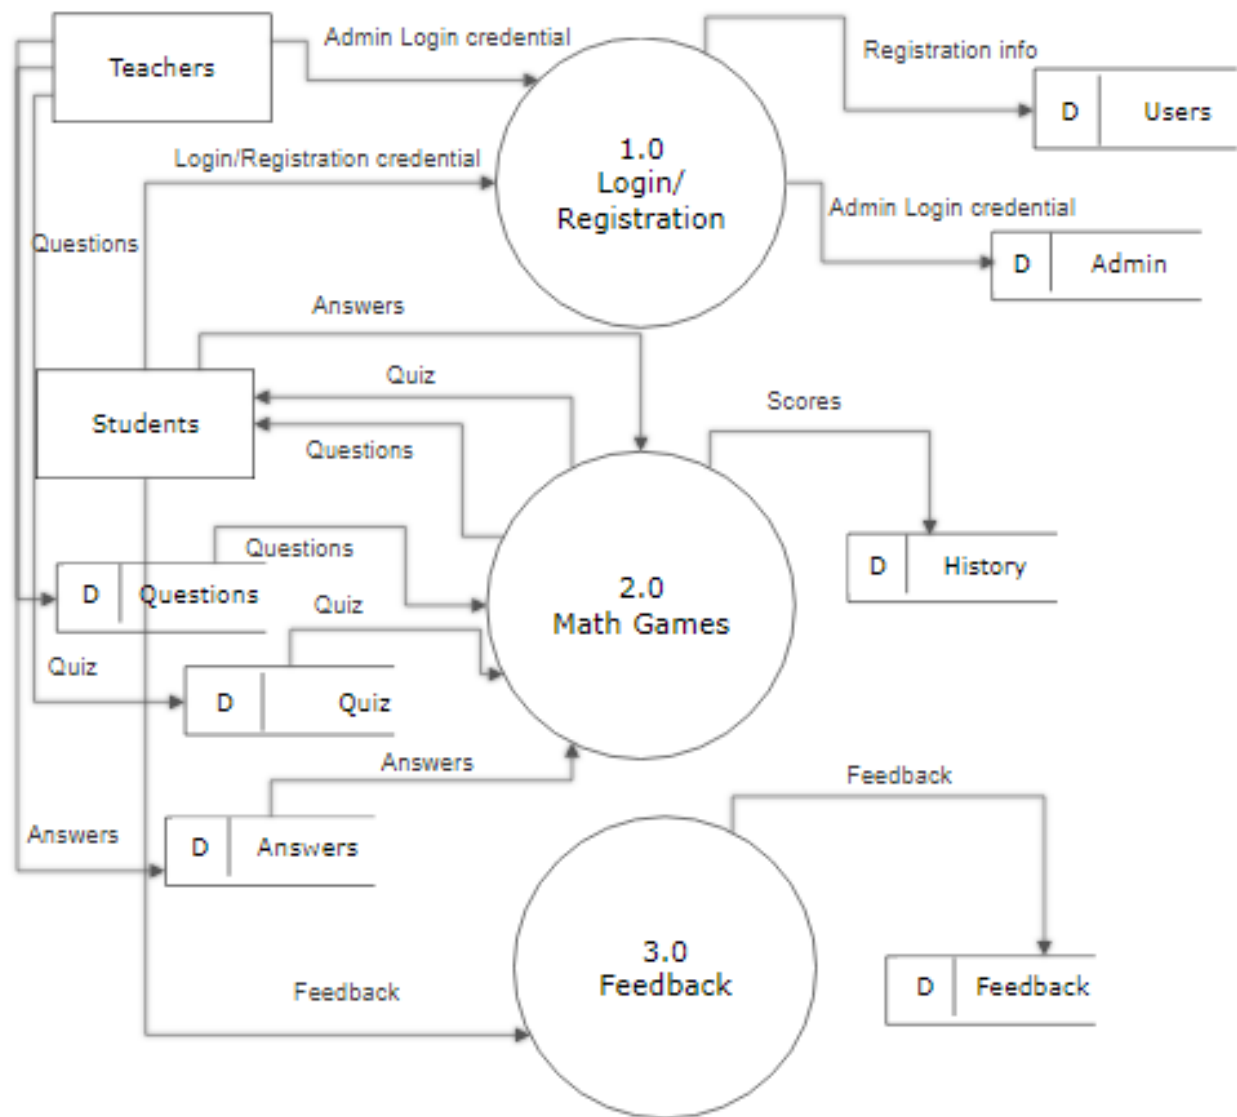 Teachers
Admin Login credential
Registration info
D
Users
1.0
Login/
Registration
Login/Registration credential
Admin Login credential
D
Admin
Questions
Answers
Quiz
Students
Questions
Scores
Questions
D
Questions
2.0
Math Games
D
History
Quiz
Quiz
D
Quiz
Answers
Answers
D
Answers
Feedback
3.0
Feedback
D
Feedback
Feedback